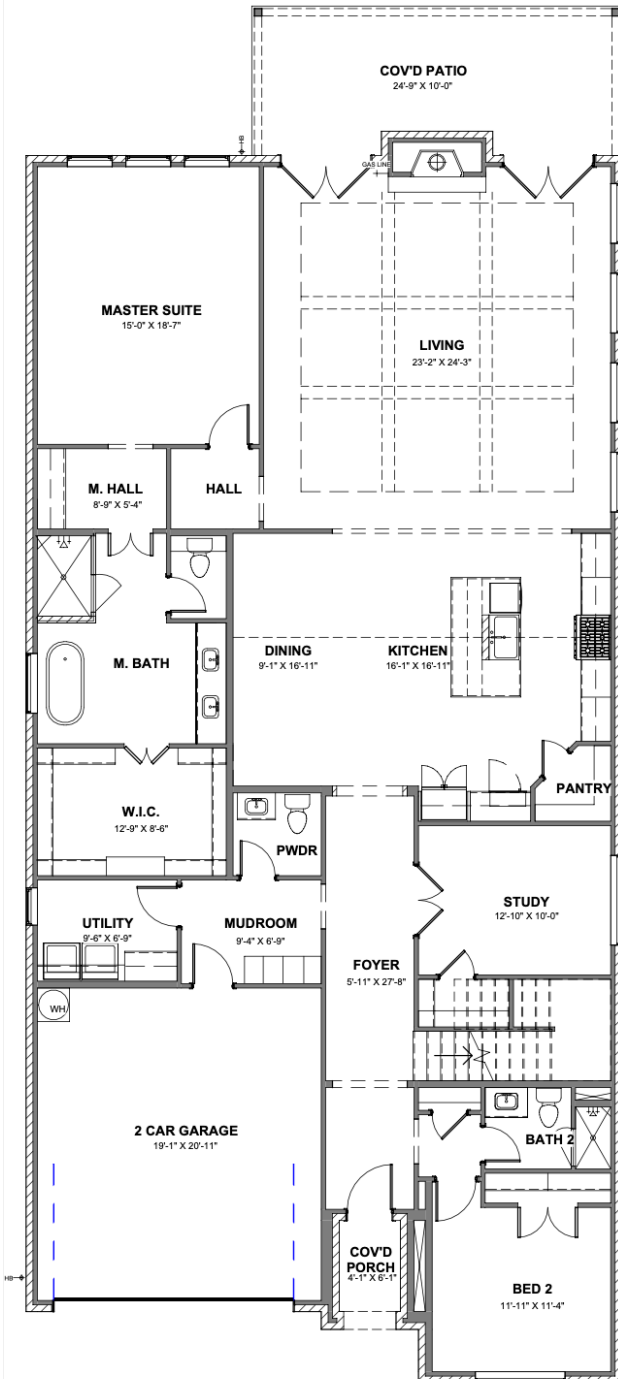 COV'D PATIO
24'-9" X 10'-0"
HB
GAS LINE
MASTER SUITE
15'-0" X 18'-7"
LIVING
23'-2" X 24'-3"
M. HALL
8'-9" X 5'-4"
HALL
M. BATH
DINING
9'-1" X 16'-11"
KITCHEN
16'-1" X 16'-11"
PANTRY
W.I.C.
12'-9" X 8'-6"
PWDR
UTILITY
9'-6" X 6'-9"
MUDROOM
9'-4" X 6'-9"
STUDY
12'-10" X 10'-0"
FOYER
5'-11" X 27'-8"
WH
2 CAR GARAGE
19'-1" X 20'-11"
BATH 2
COV'D
PORCH
4'-1" X 6'-1"
HB
BED 2
11'-11" X 11'-4"